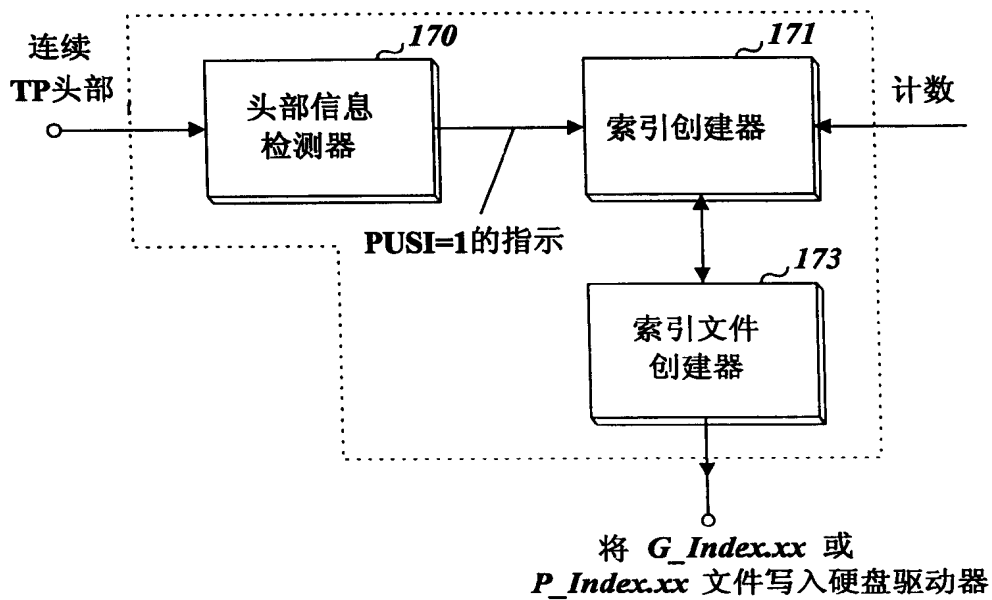 连续
TP头部
170
头部信息
检测器
PUSI=1的指示
171
索引创建器
计数
173
索引文件
创建器
将 G_Index.xx 或
P_Index.xx 文件写入硬盘驱动器